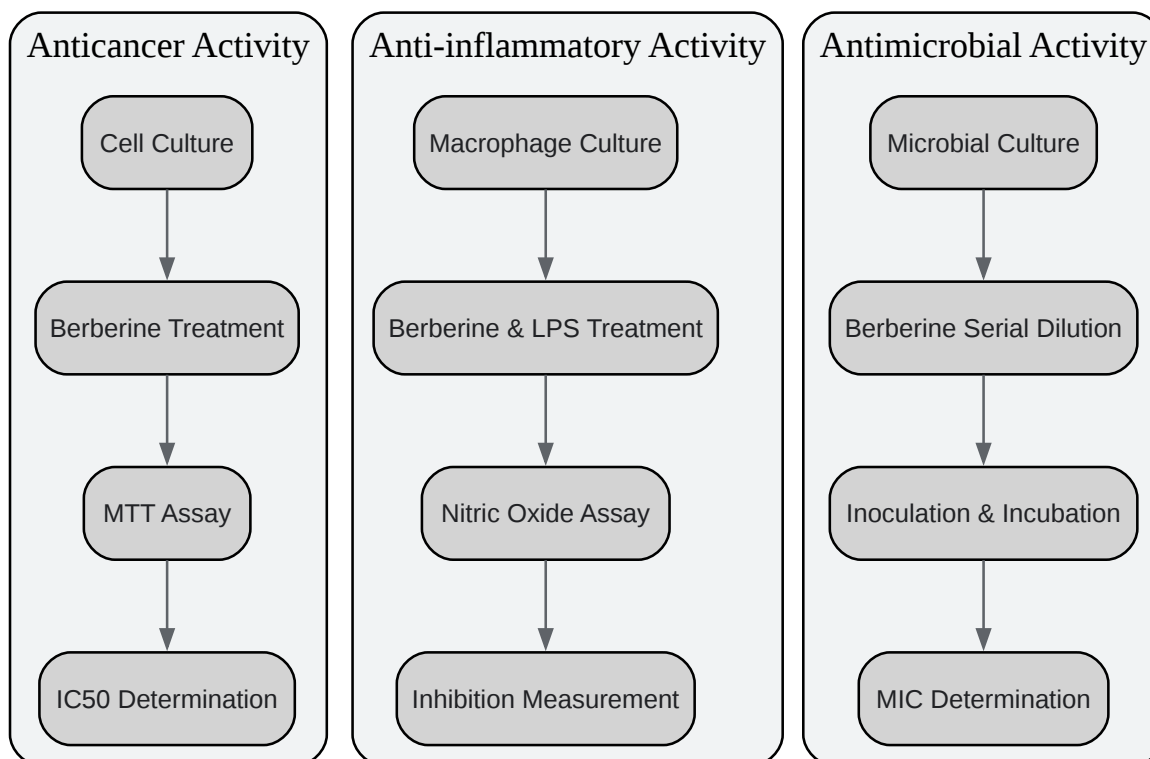 Anticancer Activity
Cell Culture
Berberine Treatment
MTT Assay
IC50 Determination
Anti-inflammatory Activity
Macrophage Culture
Berberine & LPS Treatment
Nitric Oxide Assay
Inhibition Measurement
Antimicrobial Activity
Microbial Culture
Berberine Serial Dilution
Inoculation & Incubation
MIC Determination